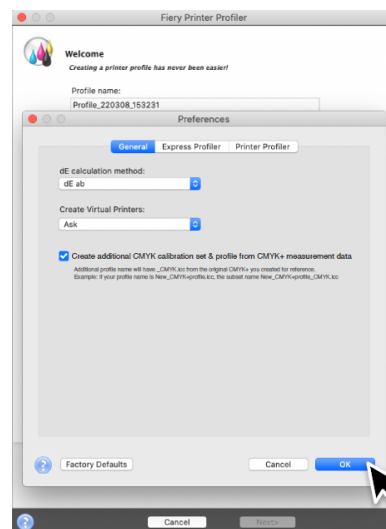 Fiery Printer Profiler
Welcome
Creating a printer profile has never been easier!
Profile name:
Profile_220308_153231
Preferences
General Express Profiler Printer Profiler
dE calculation method:
dE ab
Create Virtual Printers:
Ask
Create additional CMYK calibration set & profile from CMYK+ measurement data
Additional profile name will have:_CMYK.icc from the original CMYK+ you created for reference.
Example: if your profile name is New_CMYK+profile.icc, the subset name New_CMYK+profile_CMYK.icc
? Factory Defaults Cancel OK
? Cancel Next>